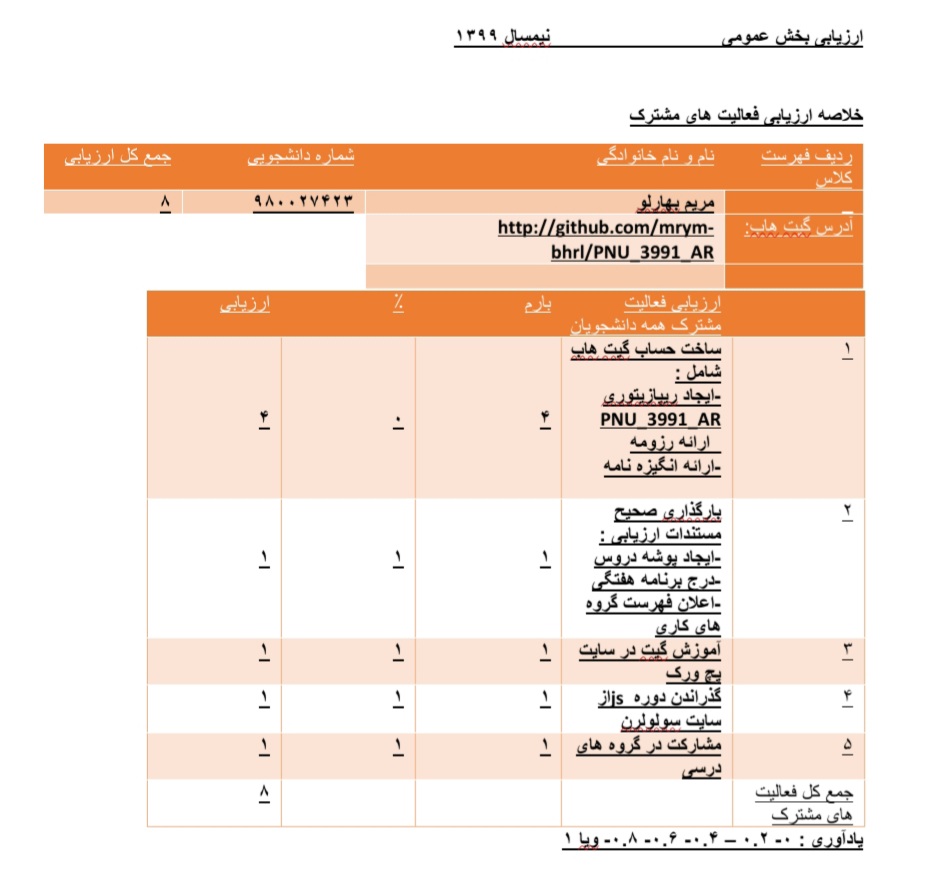 ارزیابی بخش عمومی نیمسال ۱۳۹۹
خلاصه ارزیابی فعالیت های مشترک
ردیف فهرست کلاس نام و نام خانوادگی شماره دانشجویی جمع کل ارزیابی
مریم بهارلو ۹۸۰۰۲۷۴۲۳ ۸
آدرس گیت هاب: http://github.com/mrym-
bhrl/PNU_3991_AR
ارزیابی فعالیت بارم ٪ ارزیابی
مشترک همه دانشجویان
۱ ساخت حساب گیت هاب
شامل :
-ایجاد ریپازیتوری
PNU_3991_AR ۴ ۰ ۴
ارائه رزومه
-ارائه انگیزه نامه
۲ بارگذاری صحیح
مستندات ارزیابی :
-ایجاد پوشه دروس ۱ ۱ ۱
-درج برنامه هفتگی
-اعلان فهرست گروه
های کاری
۳ آموزش گیت در سایت ۱ ۱ ۱
پچ ورک
۴ گذراندن دوره jsاز ۱ ۱ ۱
سایت سولولرن
۵ مشارکت در گروه های ۱ ۱ ۱
درسی
جمع کل فعالیت ۸
های مشترک
یادآوری : ۰- ۰.۲ – ۰.۴- ۰.۶- ۰.۸- ویا ۱